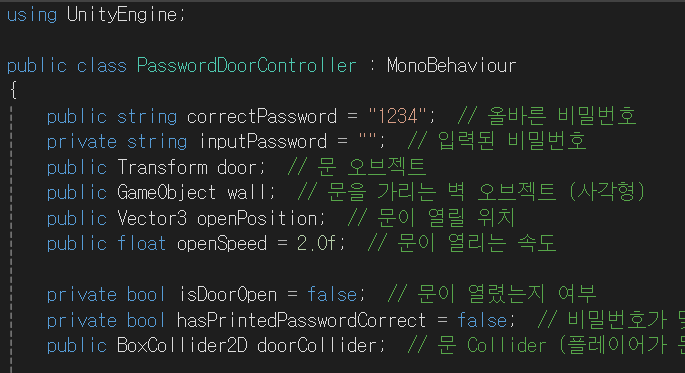 using UnityEngine;
public class PasswordDoorController : MonoBehaviour
{
public string correctPassword = "1234"; // 올바른 비밀번호
private string inputPassword = ""; // 입력된 비밀번호
public Transform door; // 문 오브젝트
public GameObject wall; // 문을 가리는 벽 오브젝트 (사각형)
public Vector3 openPosition; // 문이 열릴 위치
public float openSpeed = 2.0f; // 문이 열리는 속도
private bool isDoorOpen = false; // 문이 열렸는지 여부
private bool hasPrintedPasswordCorrect = false; // 비밀번호가
public BoxCollider2D doorCollider; // 문 Collider (플레이어가